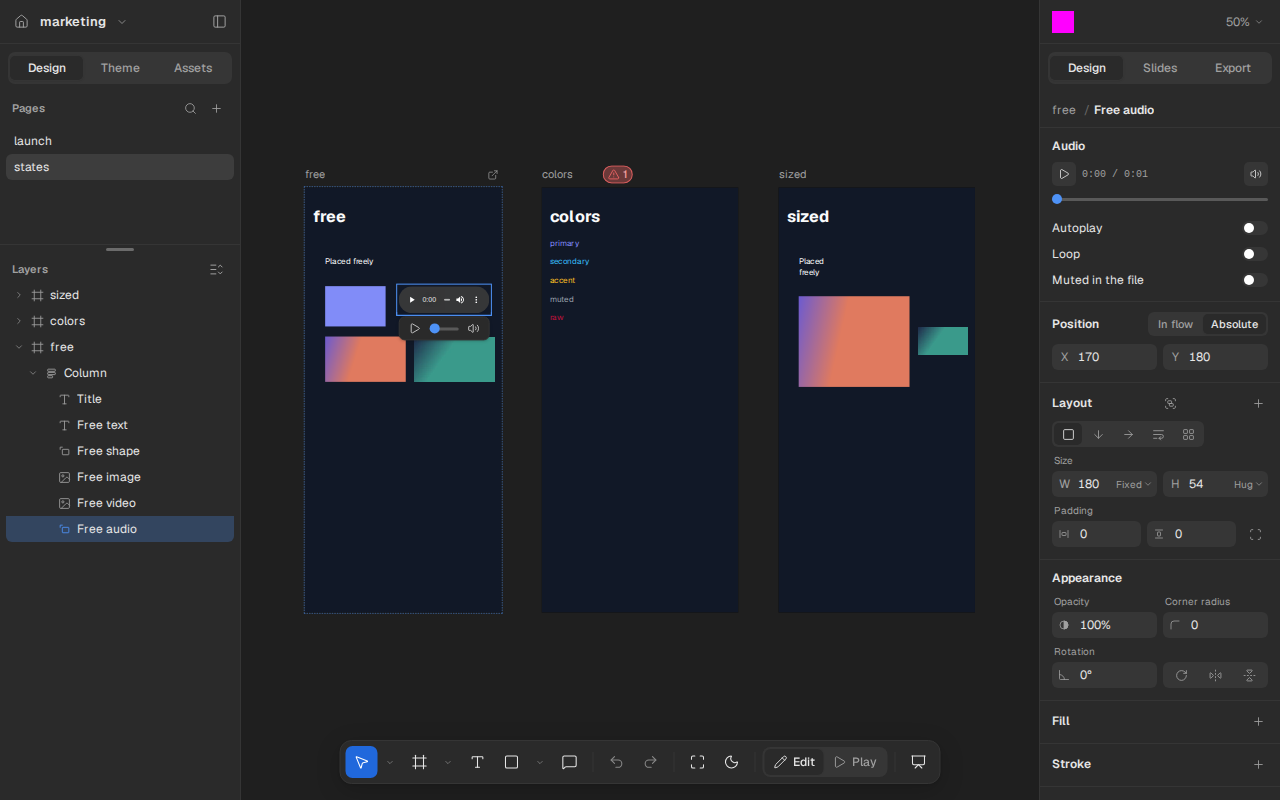 marketing
50%
Design
Theme
Assets
Design
Slides
Export
Pages
free / Free audio
launch
states
Audio
0:00 / 0:01
Autoplay
Loop
Muted in the file
Layers
sized
colors
free
Column
Title
Free text
Free shape
Free image
Free video
Free audio
free
colors
1
sized
free
Placed freely
0:00
colors
primary
secondary
accent
muted
raw
sized
Placed
freely
Position
In flow
Absolute
X 170
Y 180
Layout
Size
W 180 Fixed
H 54 Hug
Padding
0
0
Appearance
Opacity
Corner radius
100%
0
Rotation
0°
Fill
Stroke
Edit
Play